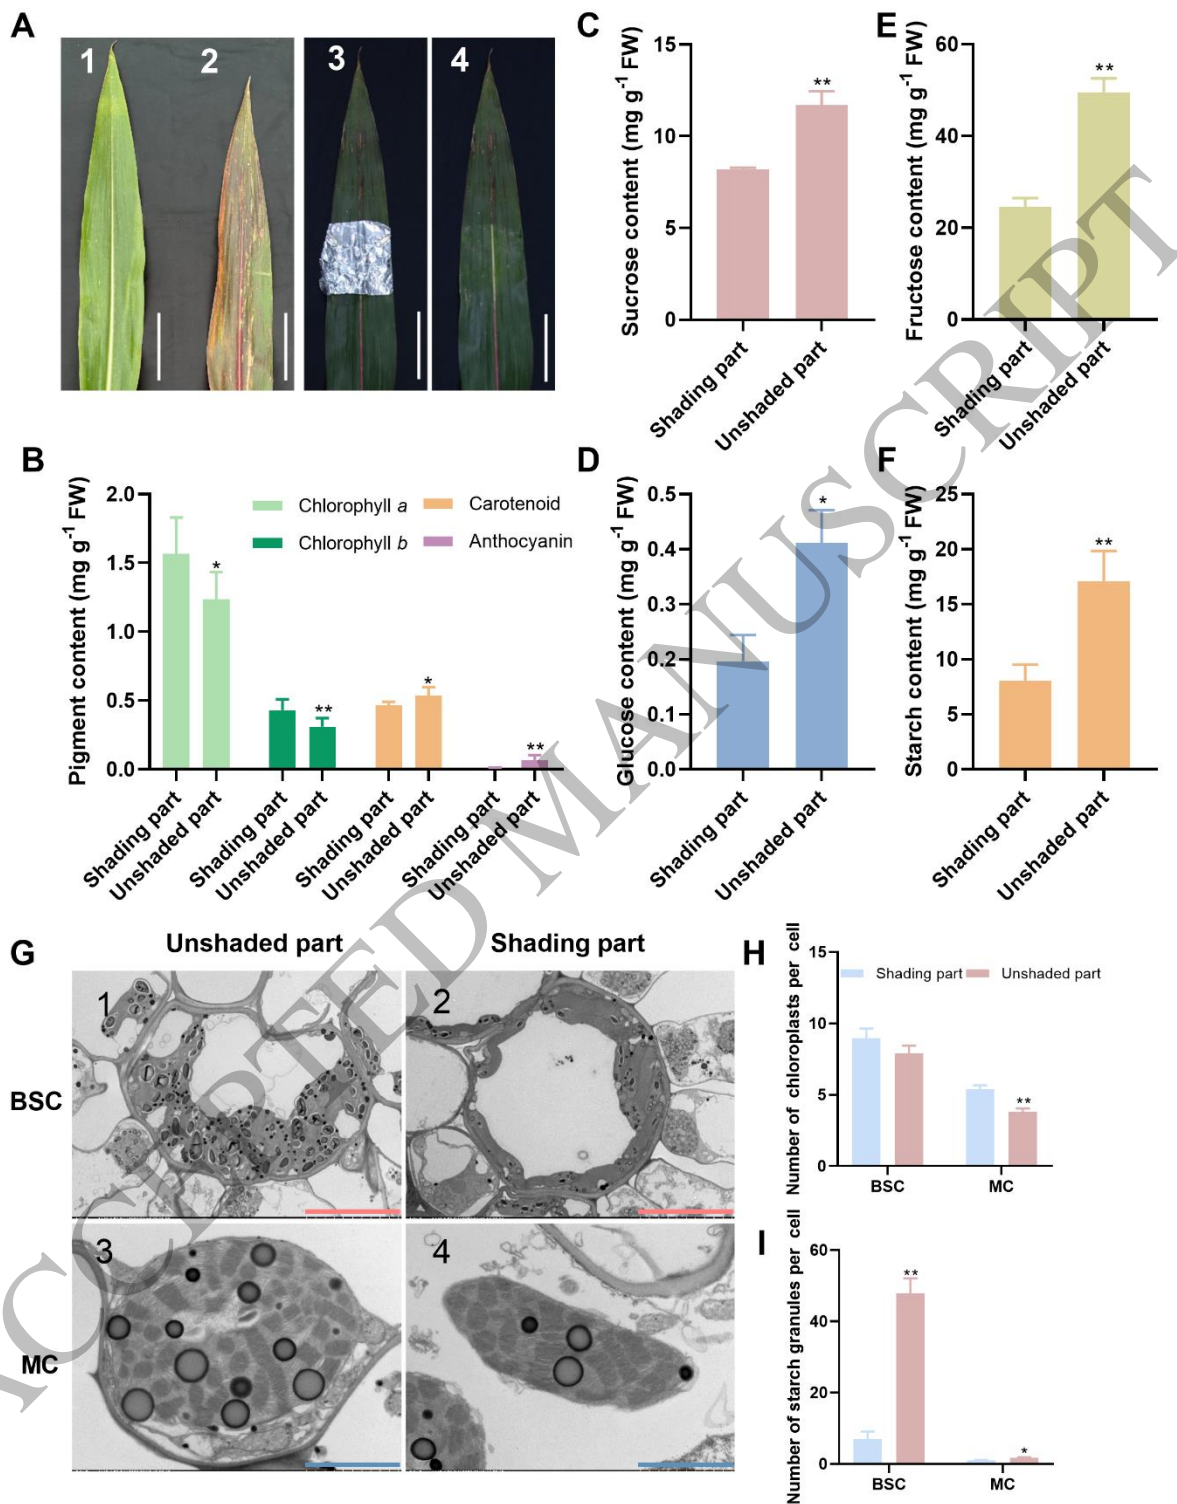 A
1
2
3
4
C
Sucrose content (mg g⁻¹ FW)
15
10
5
0
**
Shading part
Unshaded part
E
Fructose content (mg g⁻¹ FW)
60
40
20
0
**
Shading part
Unshaded part
B
Pigment content (mg g⁻¹ FW)
2.0
1.5
1.0
0.5
0.0
Chlorophyll a
Carotenoid
Chlorophyll b
Anthocyanin
*
**
*
**
Shading part
Unshaded part
Shading part
Unshaded part
Shading part
Unshaded part
Shading part
Unshaded part
D
Glucose content (mg g⁻¹ FW)
0.5
0.4
0.3
0.2
0.1
0.0
*
Shading part
Unshaded part
F
Starch content (mg g⁻¹ FW)
25
20
15
10
5
0
**
Shading part
Unshaded part
G
Unshaded part
Shading part
BSC
1
2
MC
3
4
H
Number of chloroplasts per cell
15
10
5
0
Shading part
Unshaded part
**
BSC
MC
I
Number of starch granules per cell
60
40
20
0
**
*
BSC
MC
CCEPTED MANUSCRIPT